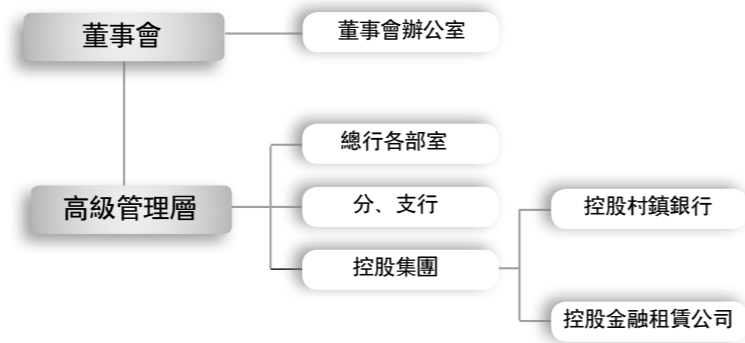 董事會
董事會辦公室
總行各部室
高級管理層
分、支行
控股集團
控股村鎮銀行
控股金融租賃公司